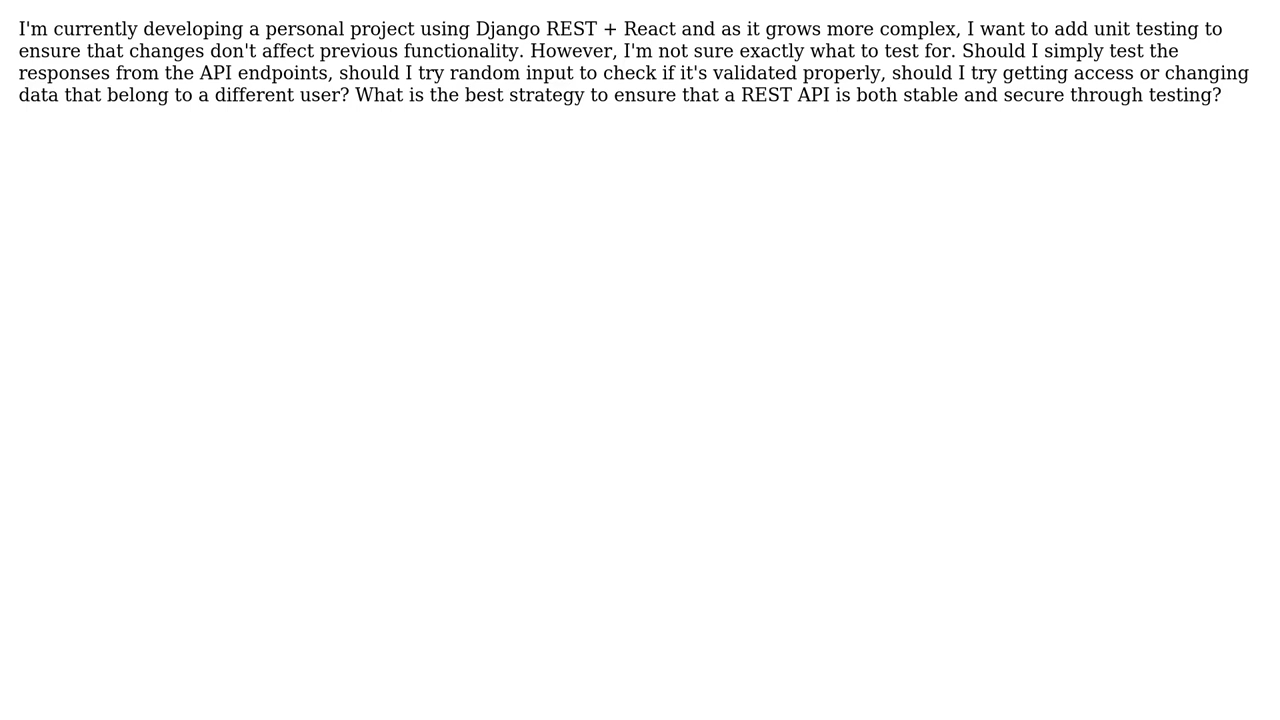 I'm currently developing a personal project using Django REST + React and as it grows more complex, I want to add unit testing to
ensure that changes don't affect previous functionality. However, I'm not sure exactly what to test for. Should I simply test the
responses from the API endpoints, should I try random input to check if it's validated properly, should I try getting access or changing
data that belong to a different user? What is the best strategy to ensure that a REST API is both stable and secure through testing?